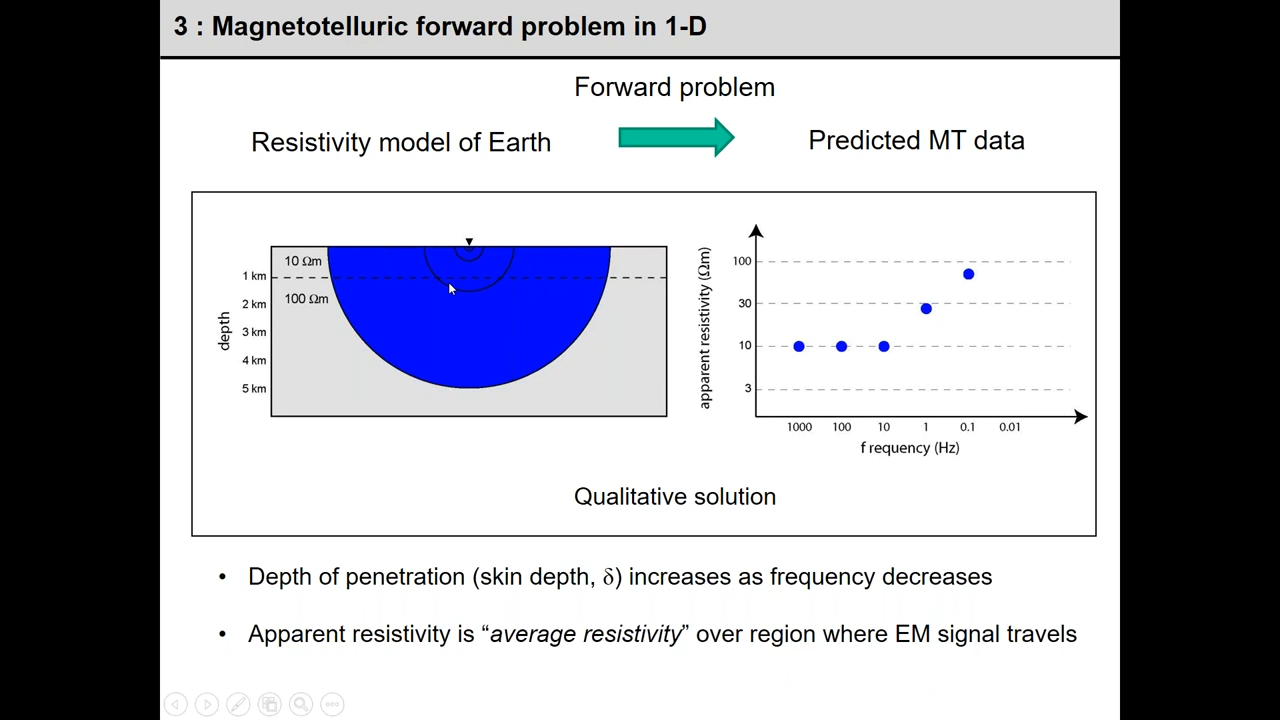 3 : Magnetotelluric forward problem in 1-D
Forward problem
Resistivity model of Earth
Predicted MT data
10 Ωm
1 km
100 Ωm
2 km
3 km
4 km
5 km
depth
apparent resistivity (Ωm)
100
30
10
3
1000 100 10 1 0.1 0.01
f requency (Hz)
Qualitative solution
• Depth of penetration (skin depth, δ) increases as frequency decreases
• Apparent resistivity is “average resistivity” over region where EM signal travels